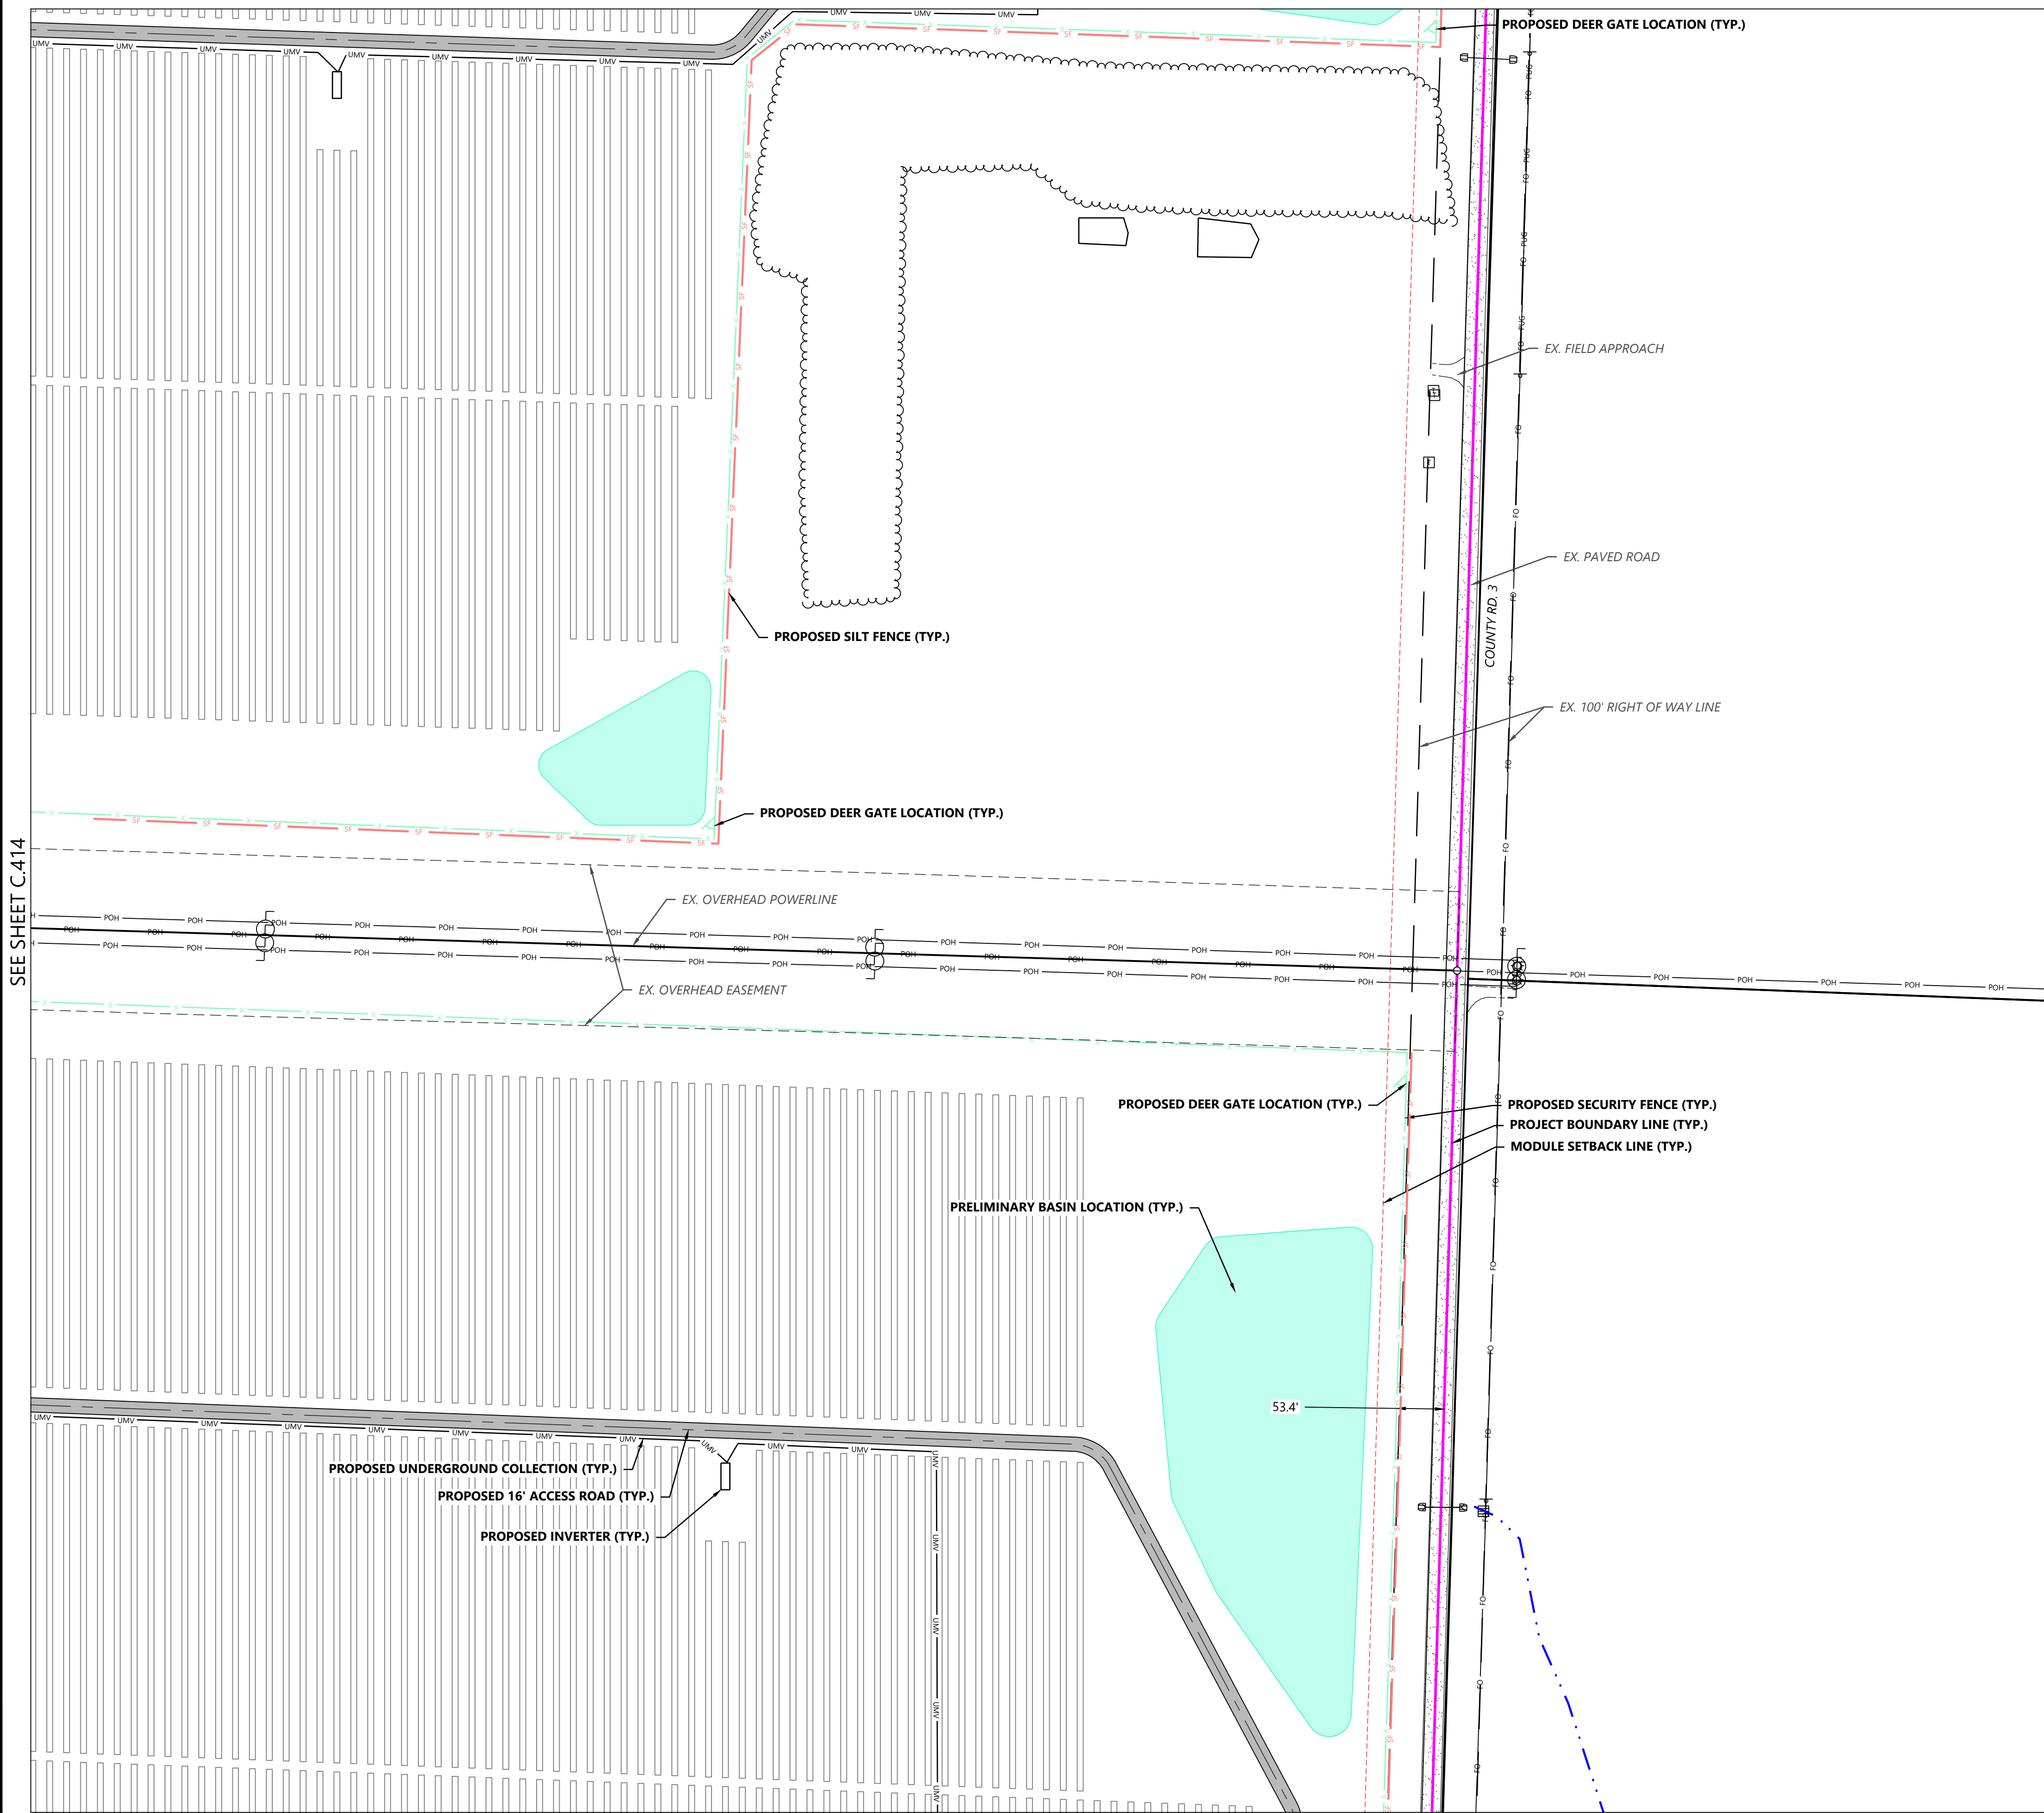 PROPOSED DEER GATE LOCATION (TYP.)
EX. FIELD APPROACH
EX. PAVED ROAD
COUNTY RD. 3
PROPOSED SILT FENCE (TYP.)
EX. 100' RIGHT OF WAY LINE
PROPOSED DEER GATE LOCATION (TYP.)
SEE SHEET C.414
EX. OVERHEAD POWERLINE
EX. OVERHEAD EASEMENT
PROPOSED DEER GATE LOCATION (TYP.)
PROPOSED SECURITY FENCE (TYP.)
PROJECT BOUNDARY LINE (TYP.)
MODULE SETBACK LINE (TYP.)
PRELIMINARY BASIN LOCATION (TYP.)
53.4'
PROPOSED UNDERGROUND COLLECTION (TYP.)
PROPOSED 16' ACCESS ROAD (TYP.)
PROPOSED INVERTER (TYP.)
UMV
SF
X
POH
FO
PUG